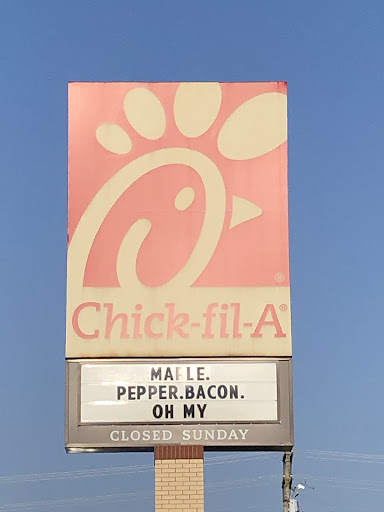 Chick-fil-A®
MAPLE.
PEPPER.BACON.
OH MY
CLOSED SUNDAY